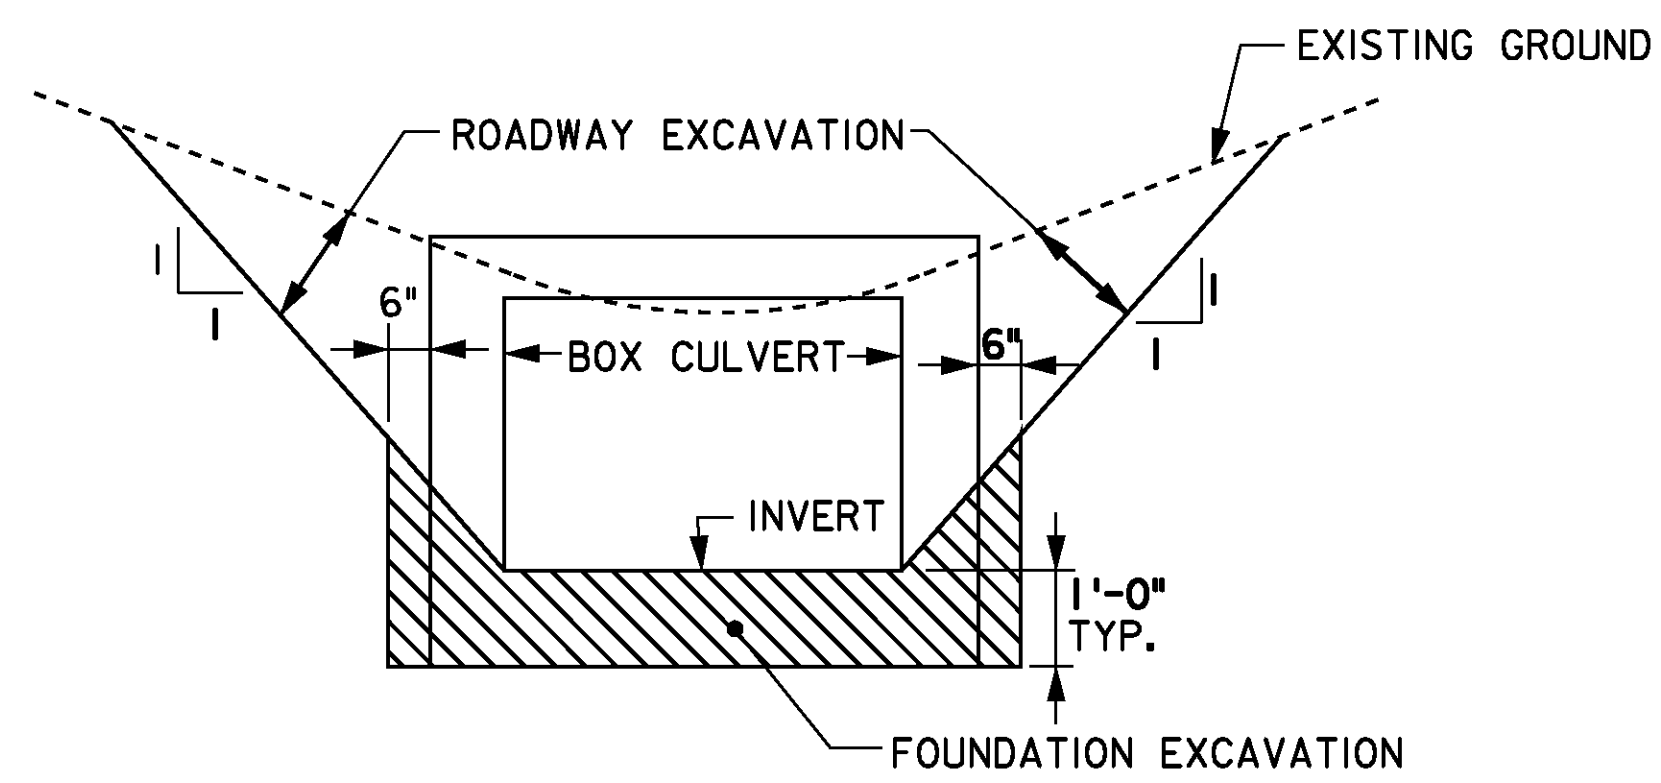 EXISTING GROUND
ROADWAY EXCAVATION
1
1
6"
1
1
6"
BOX CULVERT
INVERT
1'-0"
TYP.
FOUNDATION EXCAVATION